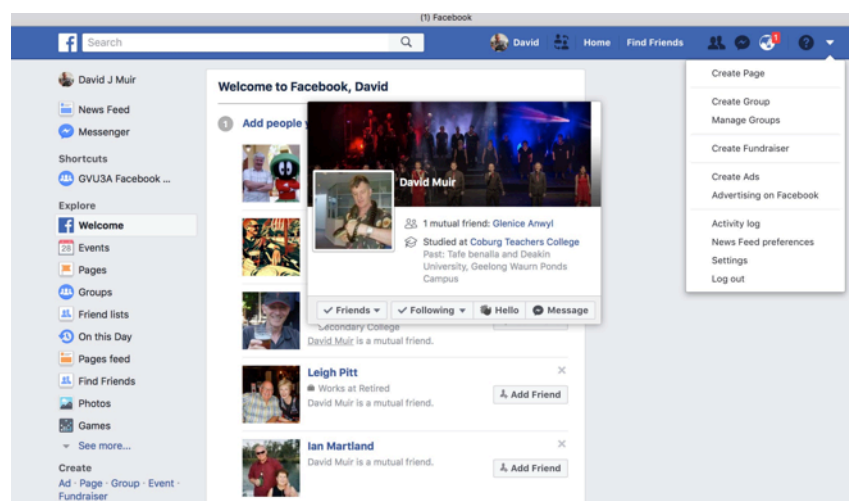 (1) Facebook
Search
David
Home
Find Friends
1
David J Muir
News Feed
Messenger
Shortcuts
GVU3A Facebook ...
Explore
Welcome
28
Events
Pages
Groups
Friend lists
On this Day
Pages feed
Find Friends
Photos
Games
See more...
Create
Ad · Page · Group · Event ·
Fundraiser
Welcome to Facebook, David
1 Add people y
David Muir
1 mutual friend: Glenice Anwyl
Studied at Coburg Teachers College
Past: Tafe benalla and Deakin
University, Geelong Waurn Ponds
Campus
Friends
Following
Hello
Message
Secondary College
David Muir is a mutual friend.
Leigh Pitt
Works at Retired
David Muir is a mutual friend.
Add Friend
Ian Martland
David Muir is a mutual friend.
Add Friend
Create Page
Create Group
Manage Groups
Create Fundraiser
Create Ads
Advertising on Facebook
Activity log
News Feed preferences
Settings
Log out